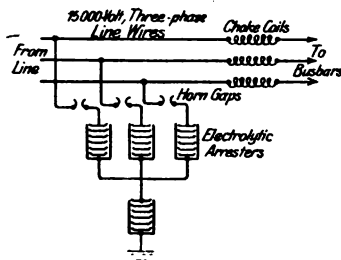 15000-Volt, Three-phase
Line Wires
Choke Coils
From
Line
To
Busbars
Horn Gaps
Electrolytic
Arresters